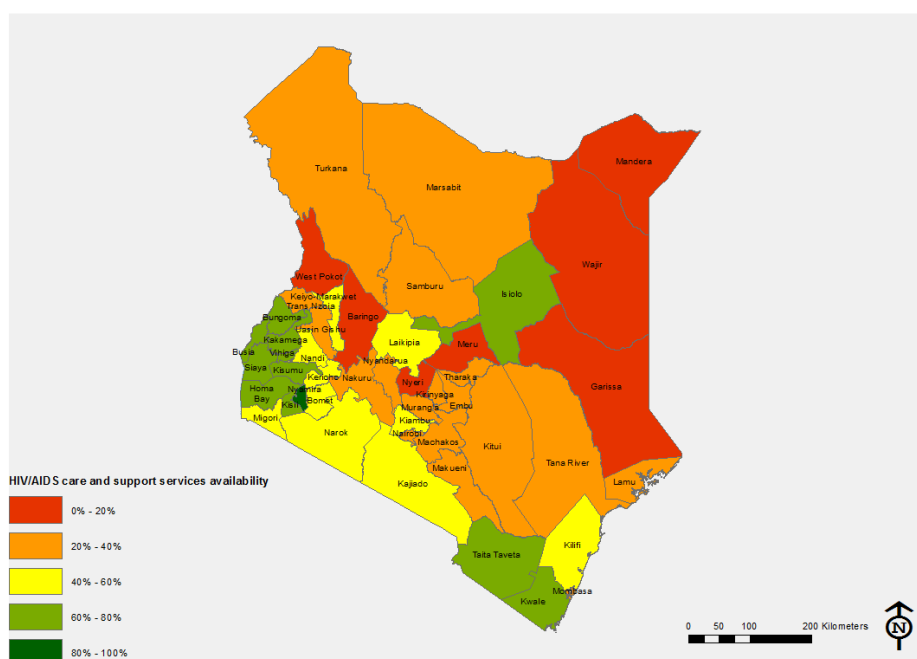 Mandera
Turkana
Marsabit
Wajir
West Pokot
Samburu
Isiolo
Keiyo-Marakwet
Trans Nzoia
Baringo
Bungoma
Uasin Gishu
Kakamega
Laikipia
Meru
Busia
Vihiga
Nandi
Nyandarua
Siaya
Kisumu
Kericho
Nakuru
Tharaka
Nyeri
Garissa
Homa
Bay
Nyamira
Kirinyaga
Kisii
Bomet
Murang'a
Embu
Migori
Kiambu
Narok
Nairobi
Machakos
Kitui
Tana River
Makueni
Lamu
Kajiado
HIV/AIDS care and support services availability
0% - 20%
20% - 40%
40% - 60%
60% - 80%
80% - 100%
Kilifi
Taita Taveta
Mombasa
Kwale
0 50 100 200 Kilometers
N